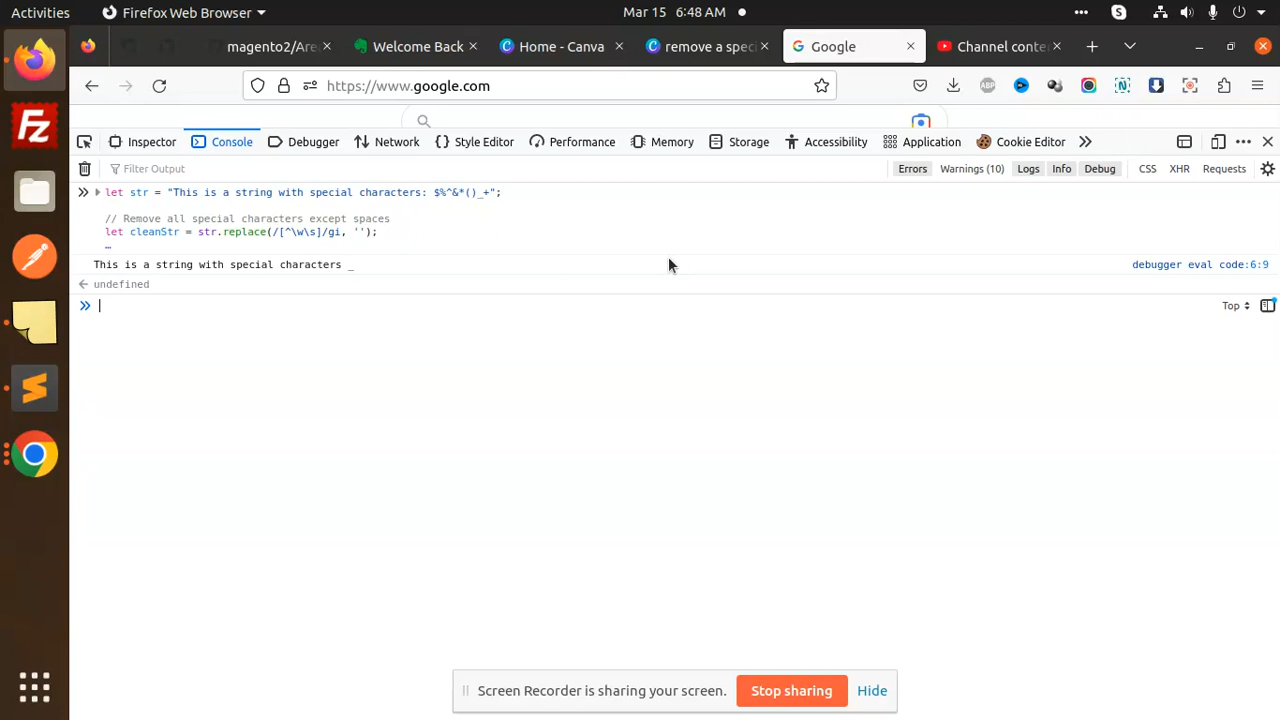 Activities
Firefox Web Browser
Mar 15 6:48 AM
magento2/Are
Welcome Back
Home - Canva
remove a spec
Google
Channel conte
https://www.google.com
Inspector
Console
Debugger
Network
Style Editor
Performance
Memory
Storage
Accessibility
Application
Cookie Editor
Filter Output
Errors
Warnings (10)
Logs
Info
Debug
CSS
XHR
Requests
let str = "This is a string with special characters: $%^&*()_+";
// Remove all special characters except spaces
let cleanStr = str.replace(/[^\w\s]/gi, '');
…
This is a string with special characters _
debugger eval code:6:9
undefined
Top
Screen Recorder is sharing your screen.
Stop sharing
Hide